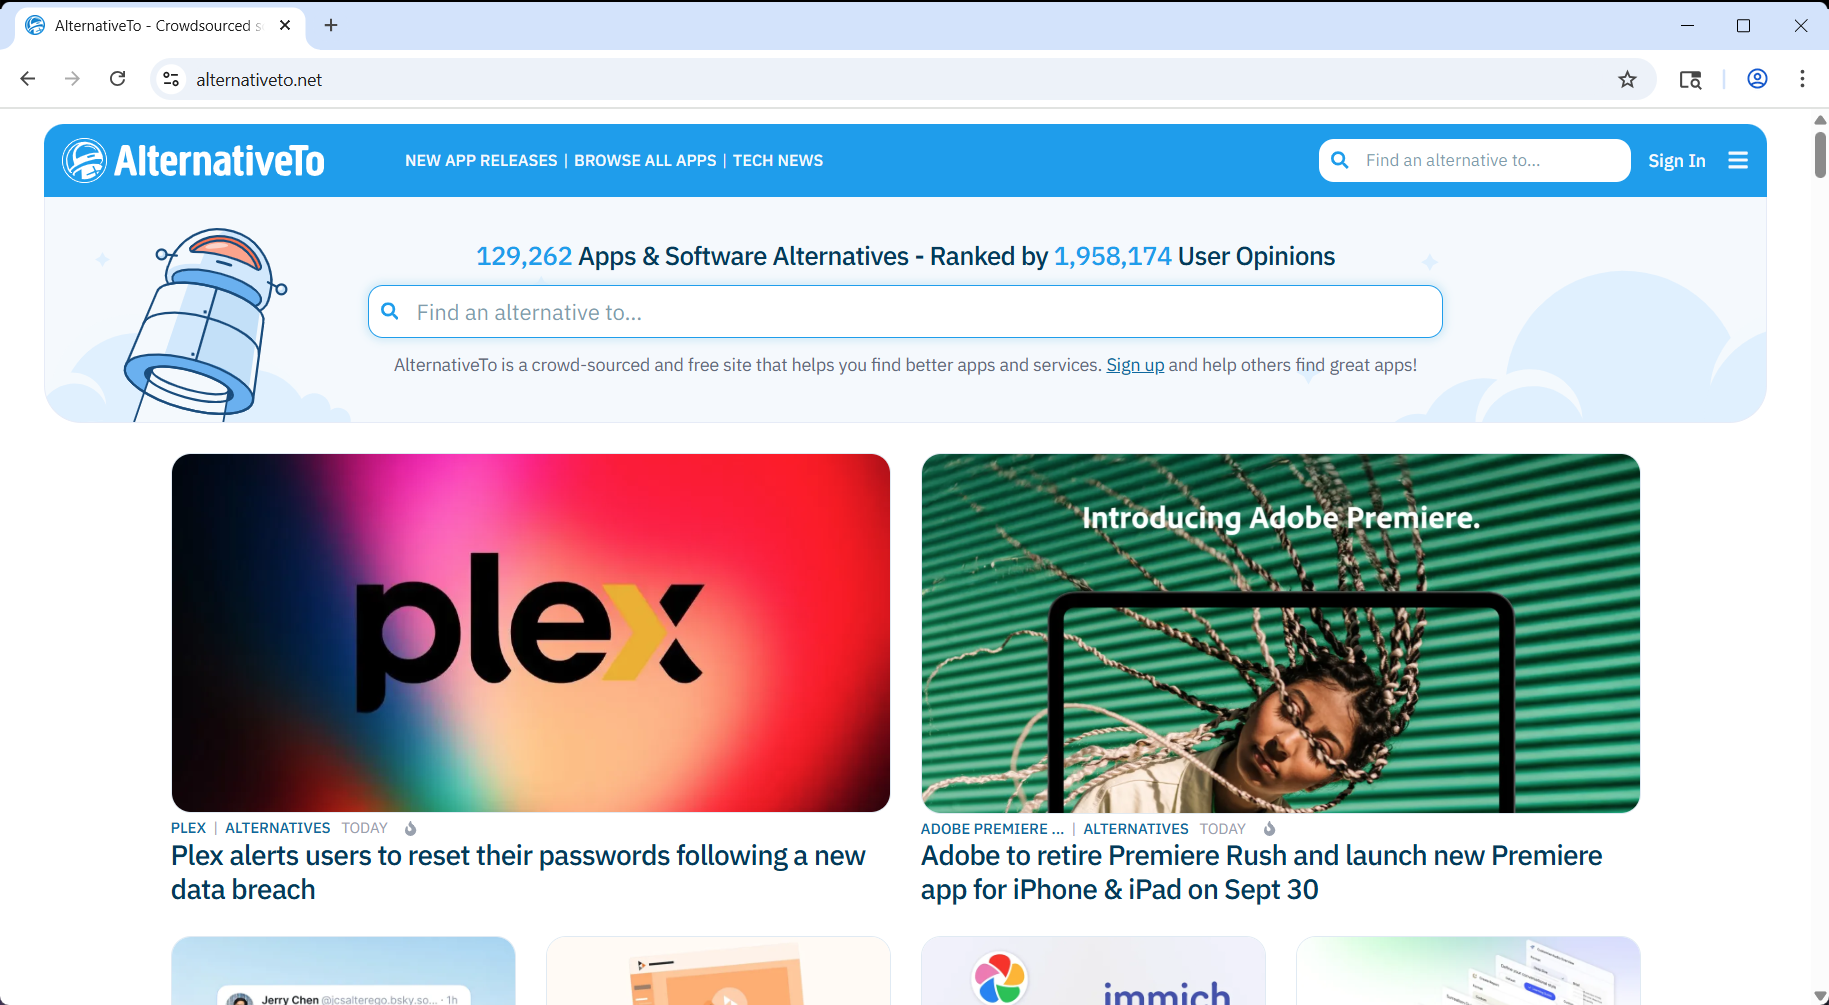 AlternativeTo - Crowdsourced s
alternativeto.net
AlternativeTo
NEW APP RELEASES | BROWSE ALL APPS | TECH NEWS
Find an alternative to...
Sign In
129,262 Apps & Software Alternatives - Ranked by 1,958,174 User Opinions
Find an alternative to...
AlternativeTo is a crowd-sourced and free site that helps you find better apps and services. Sign up and help others find great apps!
plex
Introducing Adobe Premiere.
PLEX | ALTERNATIVES TODAY
Plex alerts users to reset their passwords following a new
data breach
ADOBE PREMIERE ... | ALTERNATIVES TODAY
Adobe to retire Premiere Rush and launch new Premiere
app for iPhone & iPad on Sept 30
Jerry Chen @jcsalterego.bsky.so... · 1h
immich